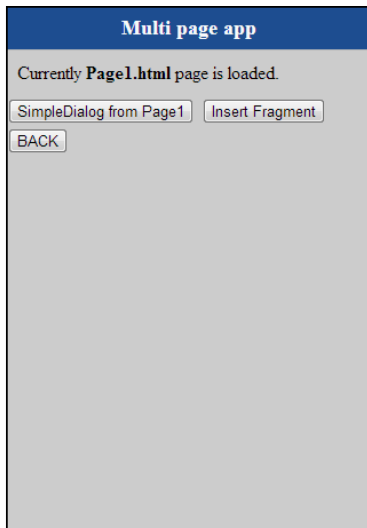 Multi page app
Currently Page1.html page is loaded.
SimpleDialog from Page1 Insert Fragment
BACK